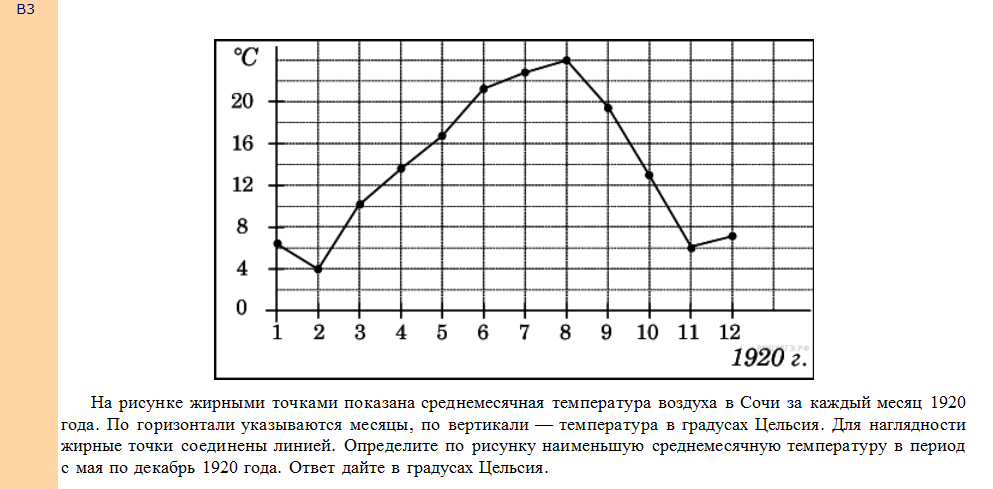 В3
°C
20
16
12
8
4
0
1 2 3 4 5 6 7 8 9 10 11 12
1920 г.
На рисунке жирными точками показана среднемесячная температура воздуха в Сочи за каждый месяц 1920
года. По горизонтали указываются месяцы, по вертикали — температура в градусах Цельсия. Для наглядности
жирные точки соединены линией. Определите по рисунку наименьшую среднемесячную температуру в период
с мая по декабрь 1920 года. Ответ дайте в градусах Цельсия.